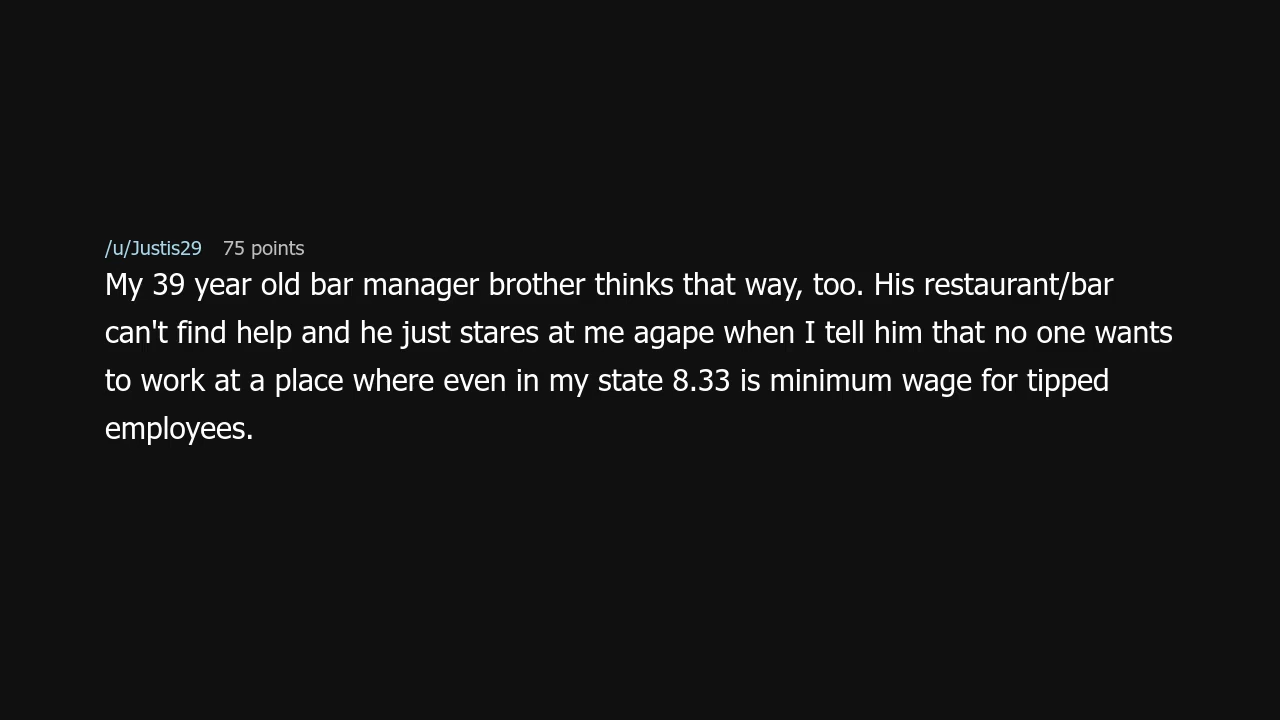 /u/Justis29 75 points
My 39 year old bar manager brother thinks that way, too. His restaurant/bar
can't find help and he just stares at me agape when I tell him that no one wants
to work at a place where even in my state 8.33 is minimum wage for tipped
employees.